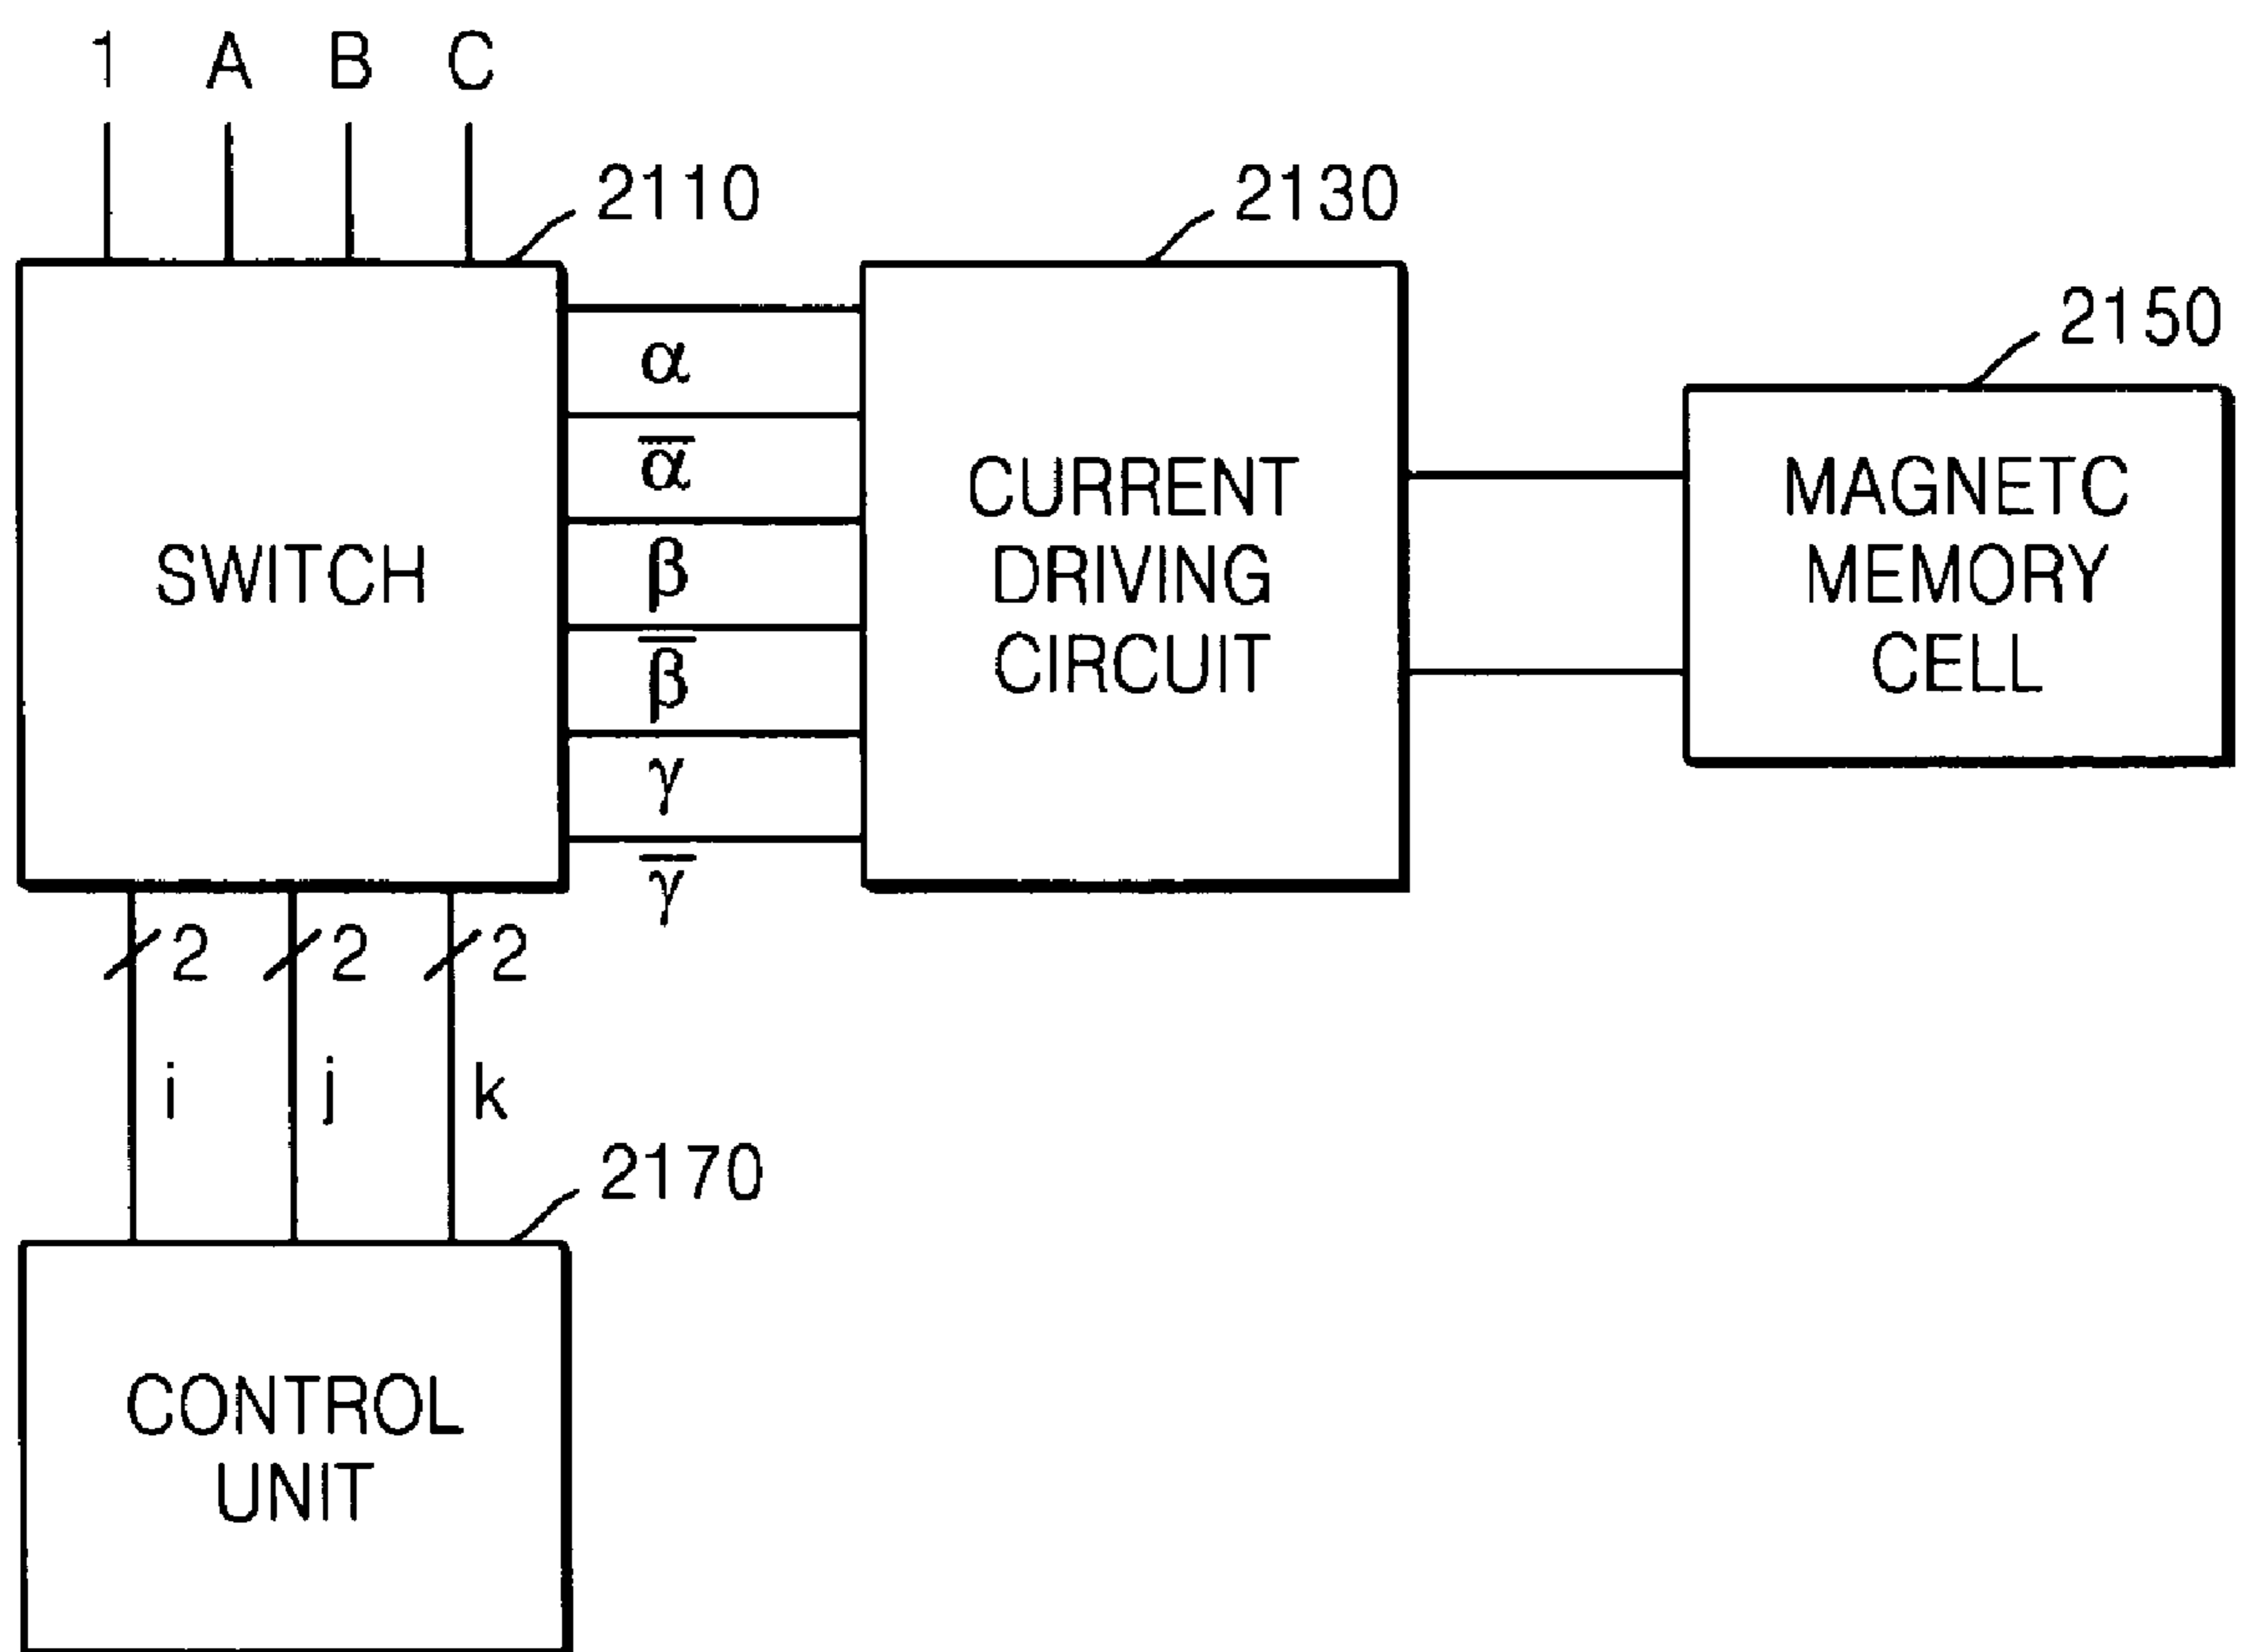 1 A B C
2110
2130
2150
α
α̅
β
β̅
γ
γ̅
SWITCH
CURRENT
DRIVING
CIRCUIT
MAGNETC
MEMORY
CELL
2 2 2
i j k
2170
CONTROL
UNIT